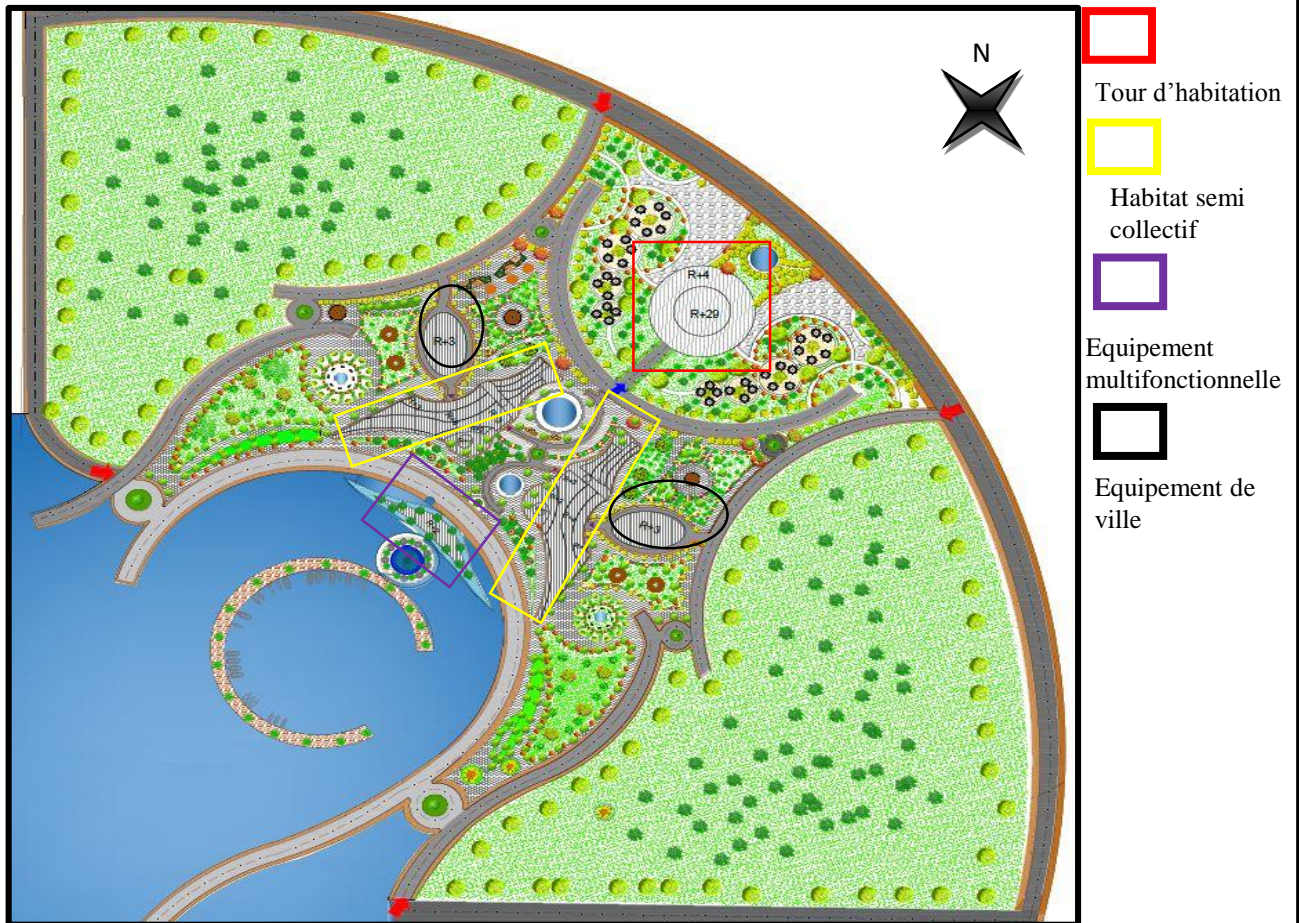 N
R+4
R+29
R+3
R+3
Tour d’habitation
Habitat semi
collectif
Equipement
multifonctionnelle
Equipement de
ville